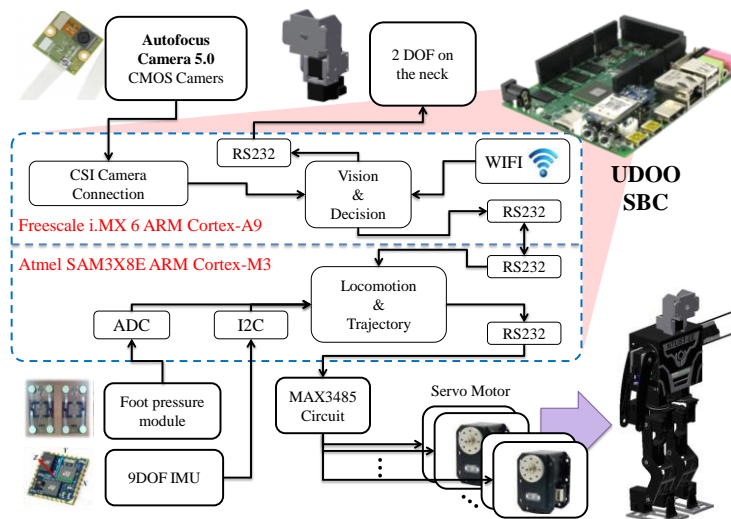 Autofocus
Camera 5.0
CMOS Camers
2 DOF on
the neck
RS232
CSI Camera
Connection
Vision
&
Decision
WIFI
UDOO
SBC
RS232
Freescale i.MX 6 ARM Cortex-A9
Atmel SAM3X8E ARM Cortex-M3
RS232
Locomotion
&
Trajectory
ADC
I2C
RS232
Foot pressure
module
MAX3485
Circuit
Servo Motor
9DOF IMU